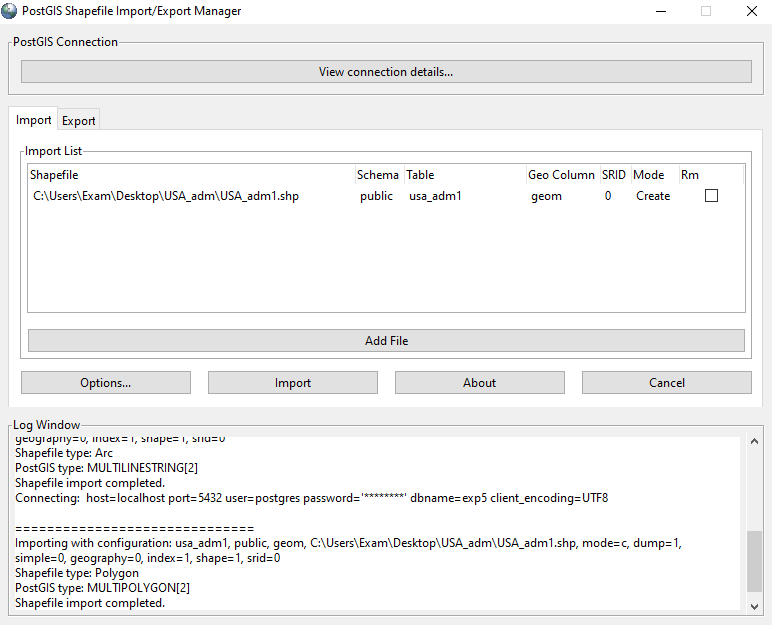 PostGIS Shapefile Import/Export Manager
PostGIS Connection
View connection details...
Import Export
Import List
Shapefile Schema Table Geo Column SRID Mode Rm
C:\Users\Exam\Desktop\USA_adm\USA_adm1.shp public usa_adm1 geom 0 Create
Add File
Options... Import About Cancel
Log Window
geography=0, index=1, shape=1, srid=0
Shapefile type: Arc
PostGIS type: MULTILINESTRING[2]
Shapefile import completed.
Connecting:  host=localhost port=5432 user=postgres password='********' dbname=exp5 client_encoding=UTF8
==============================
Importing with configuration: usa_adm1, public, geom, C:\Users\Exam\Desktop\USA_adm\USA_adm1.shp, mode=c, dump=1,
simple=0, geography=0, index=1, shape=1, srid=0
Shapefile type: Polygon
PostGIS type: MULTIPOLYGON[2]
Shapefile import completed.